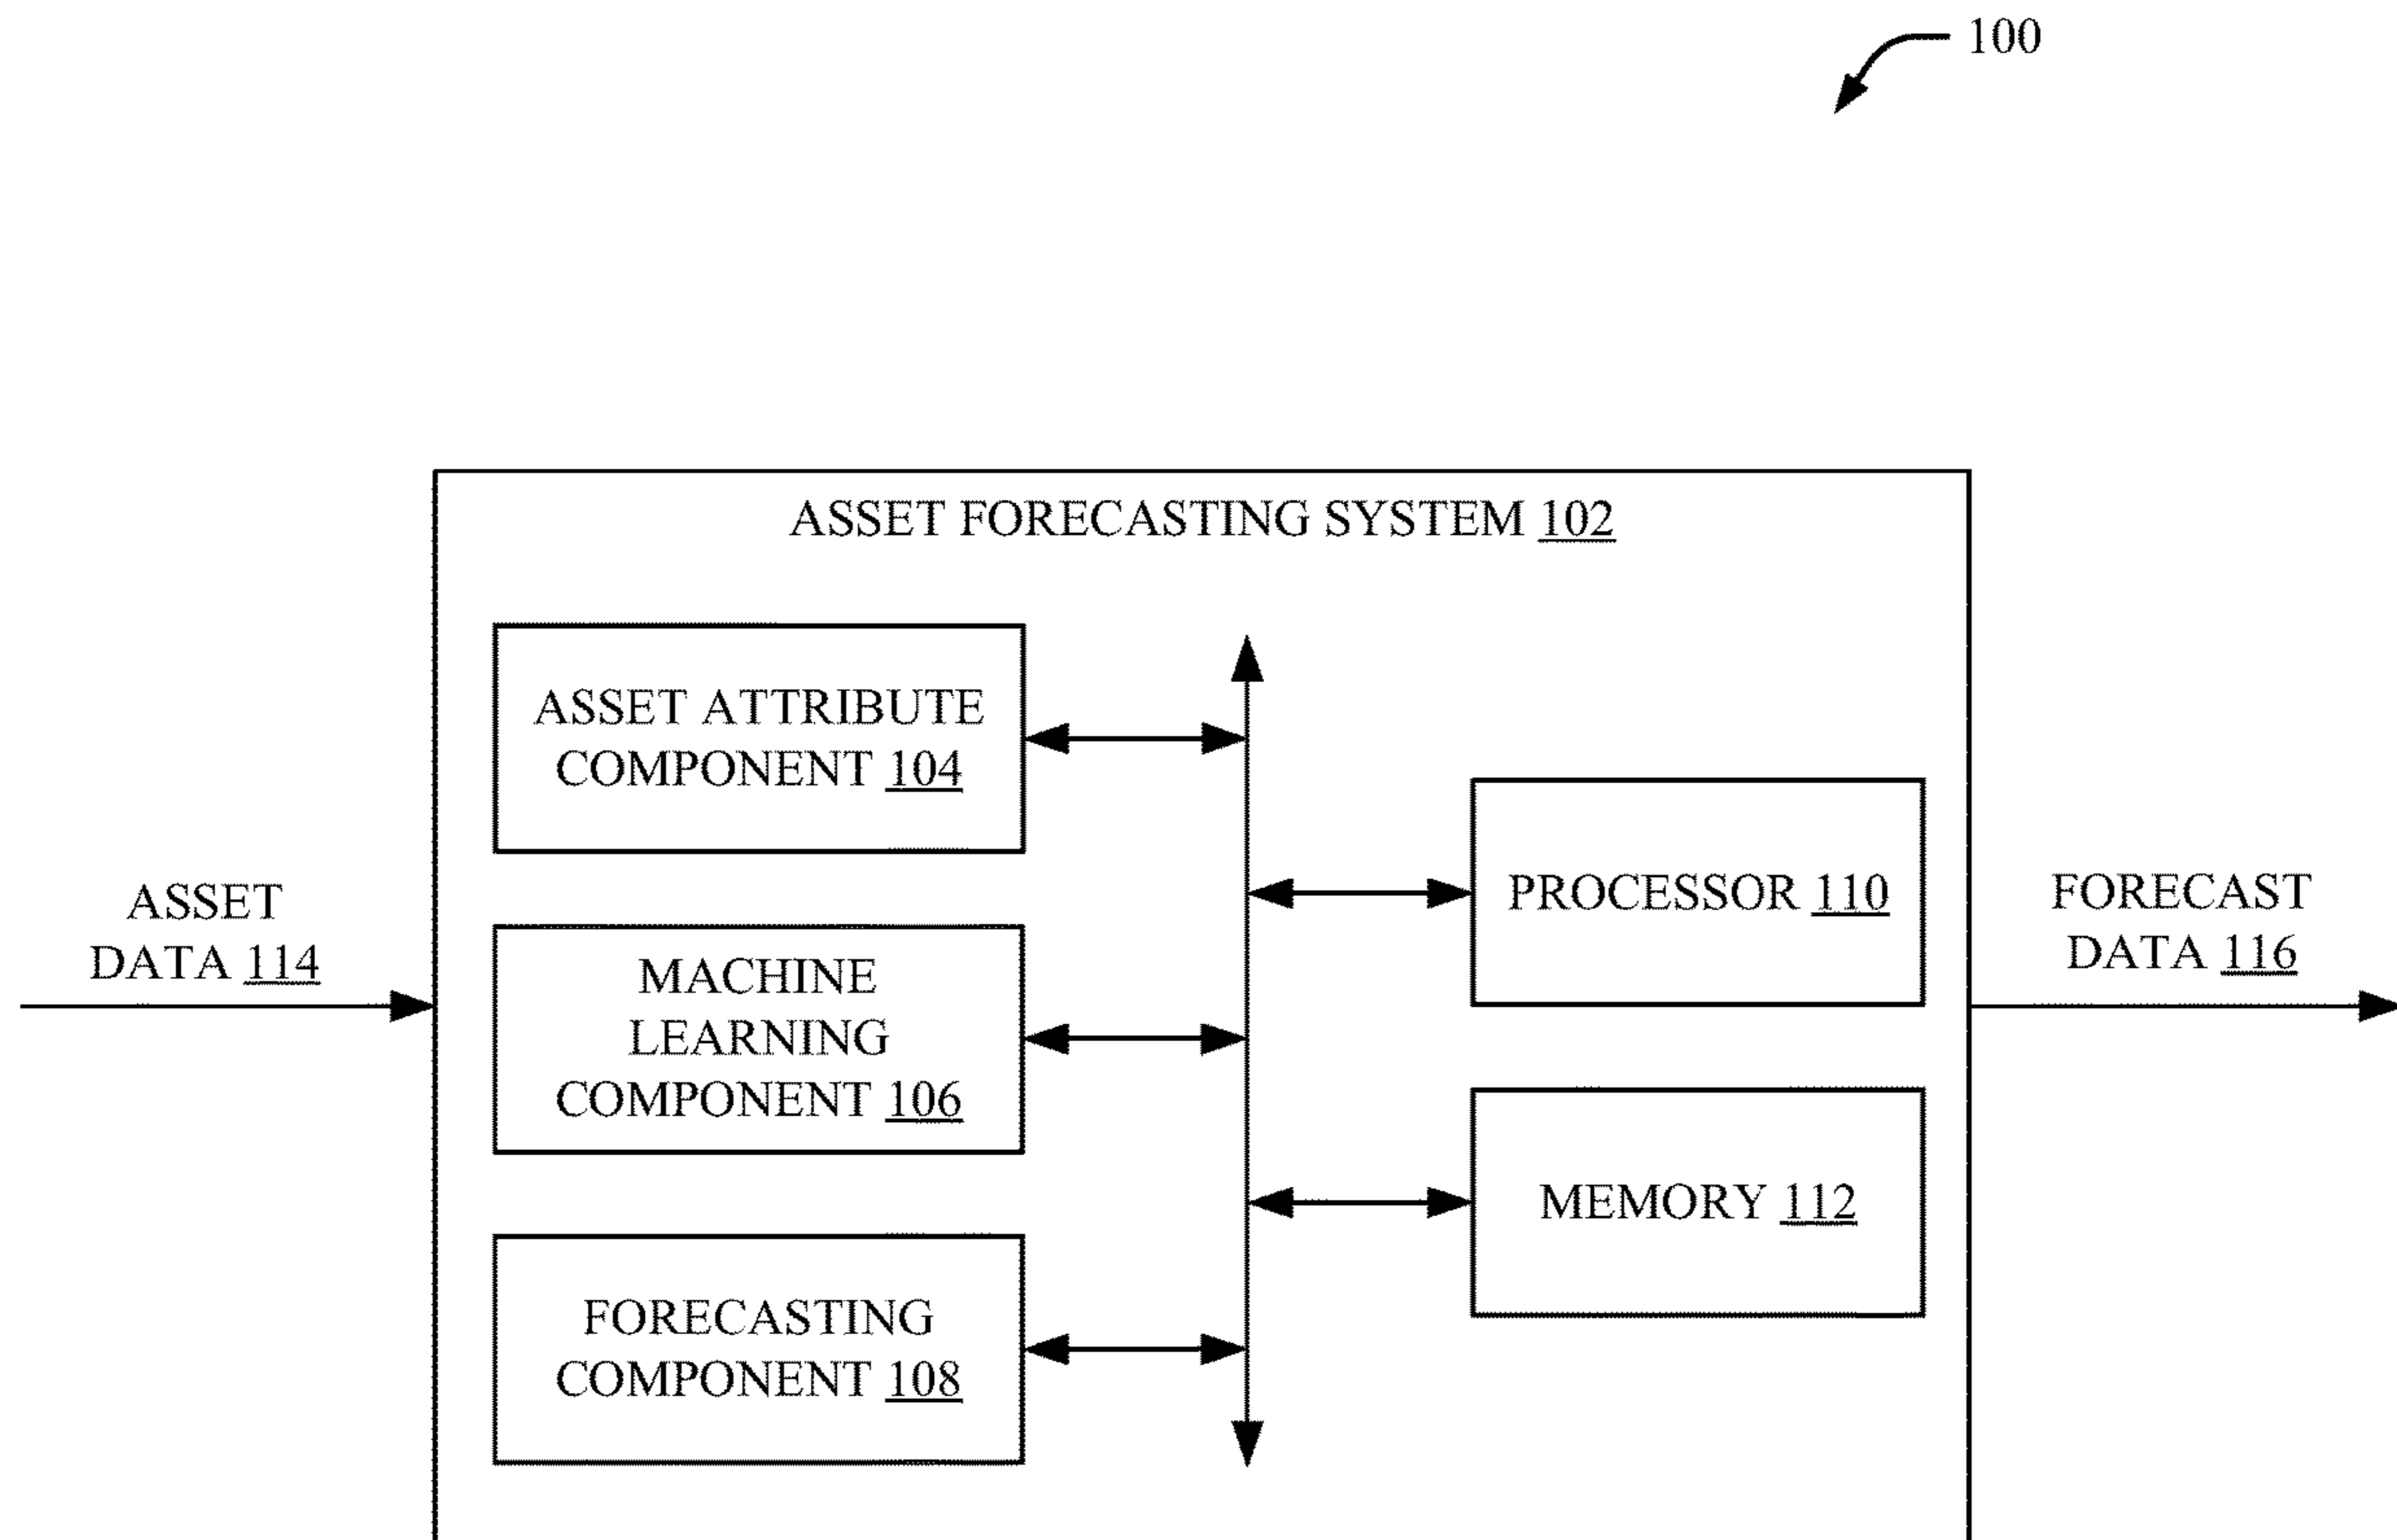 100
ASSET FORECASTING SYSTEM 102
ASSET ATTRIBUTE
COMPONENT 104
ASSET
DATA 114
MACHINE
LEARNING
COMPONENT 106
FORECASTING
COMPONENT 108
PROCESSOR 110
MEMORY 112
FORECAST
DATA 116